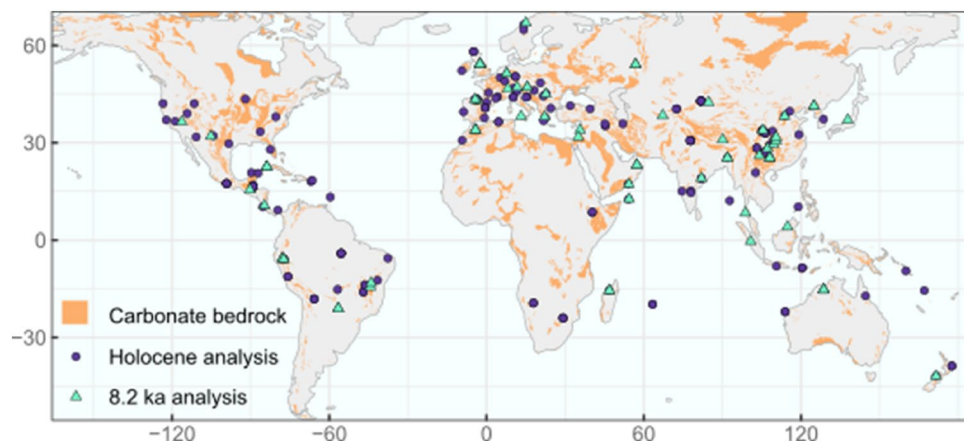 60
30
0
−30
Carbonate bedrock
Holocene analysis
8.2 ka analysis
−120 −60 0 60 120